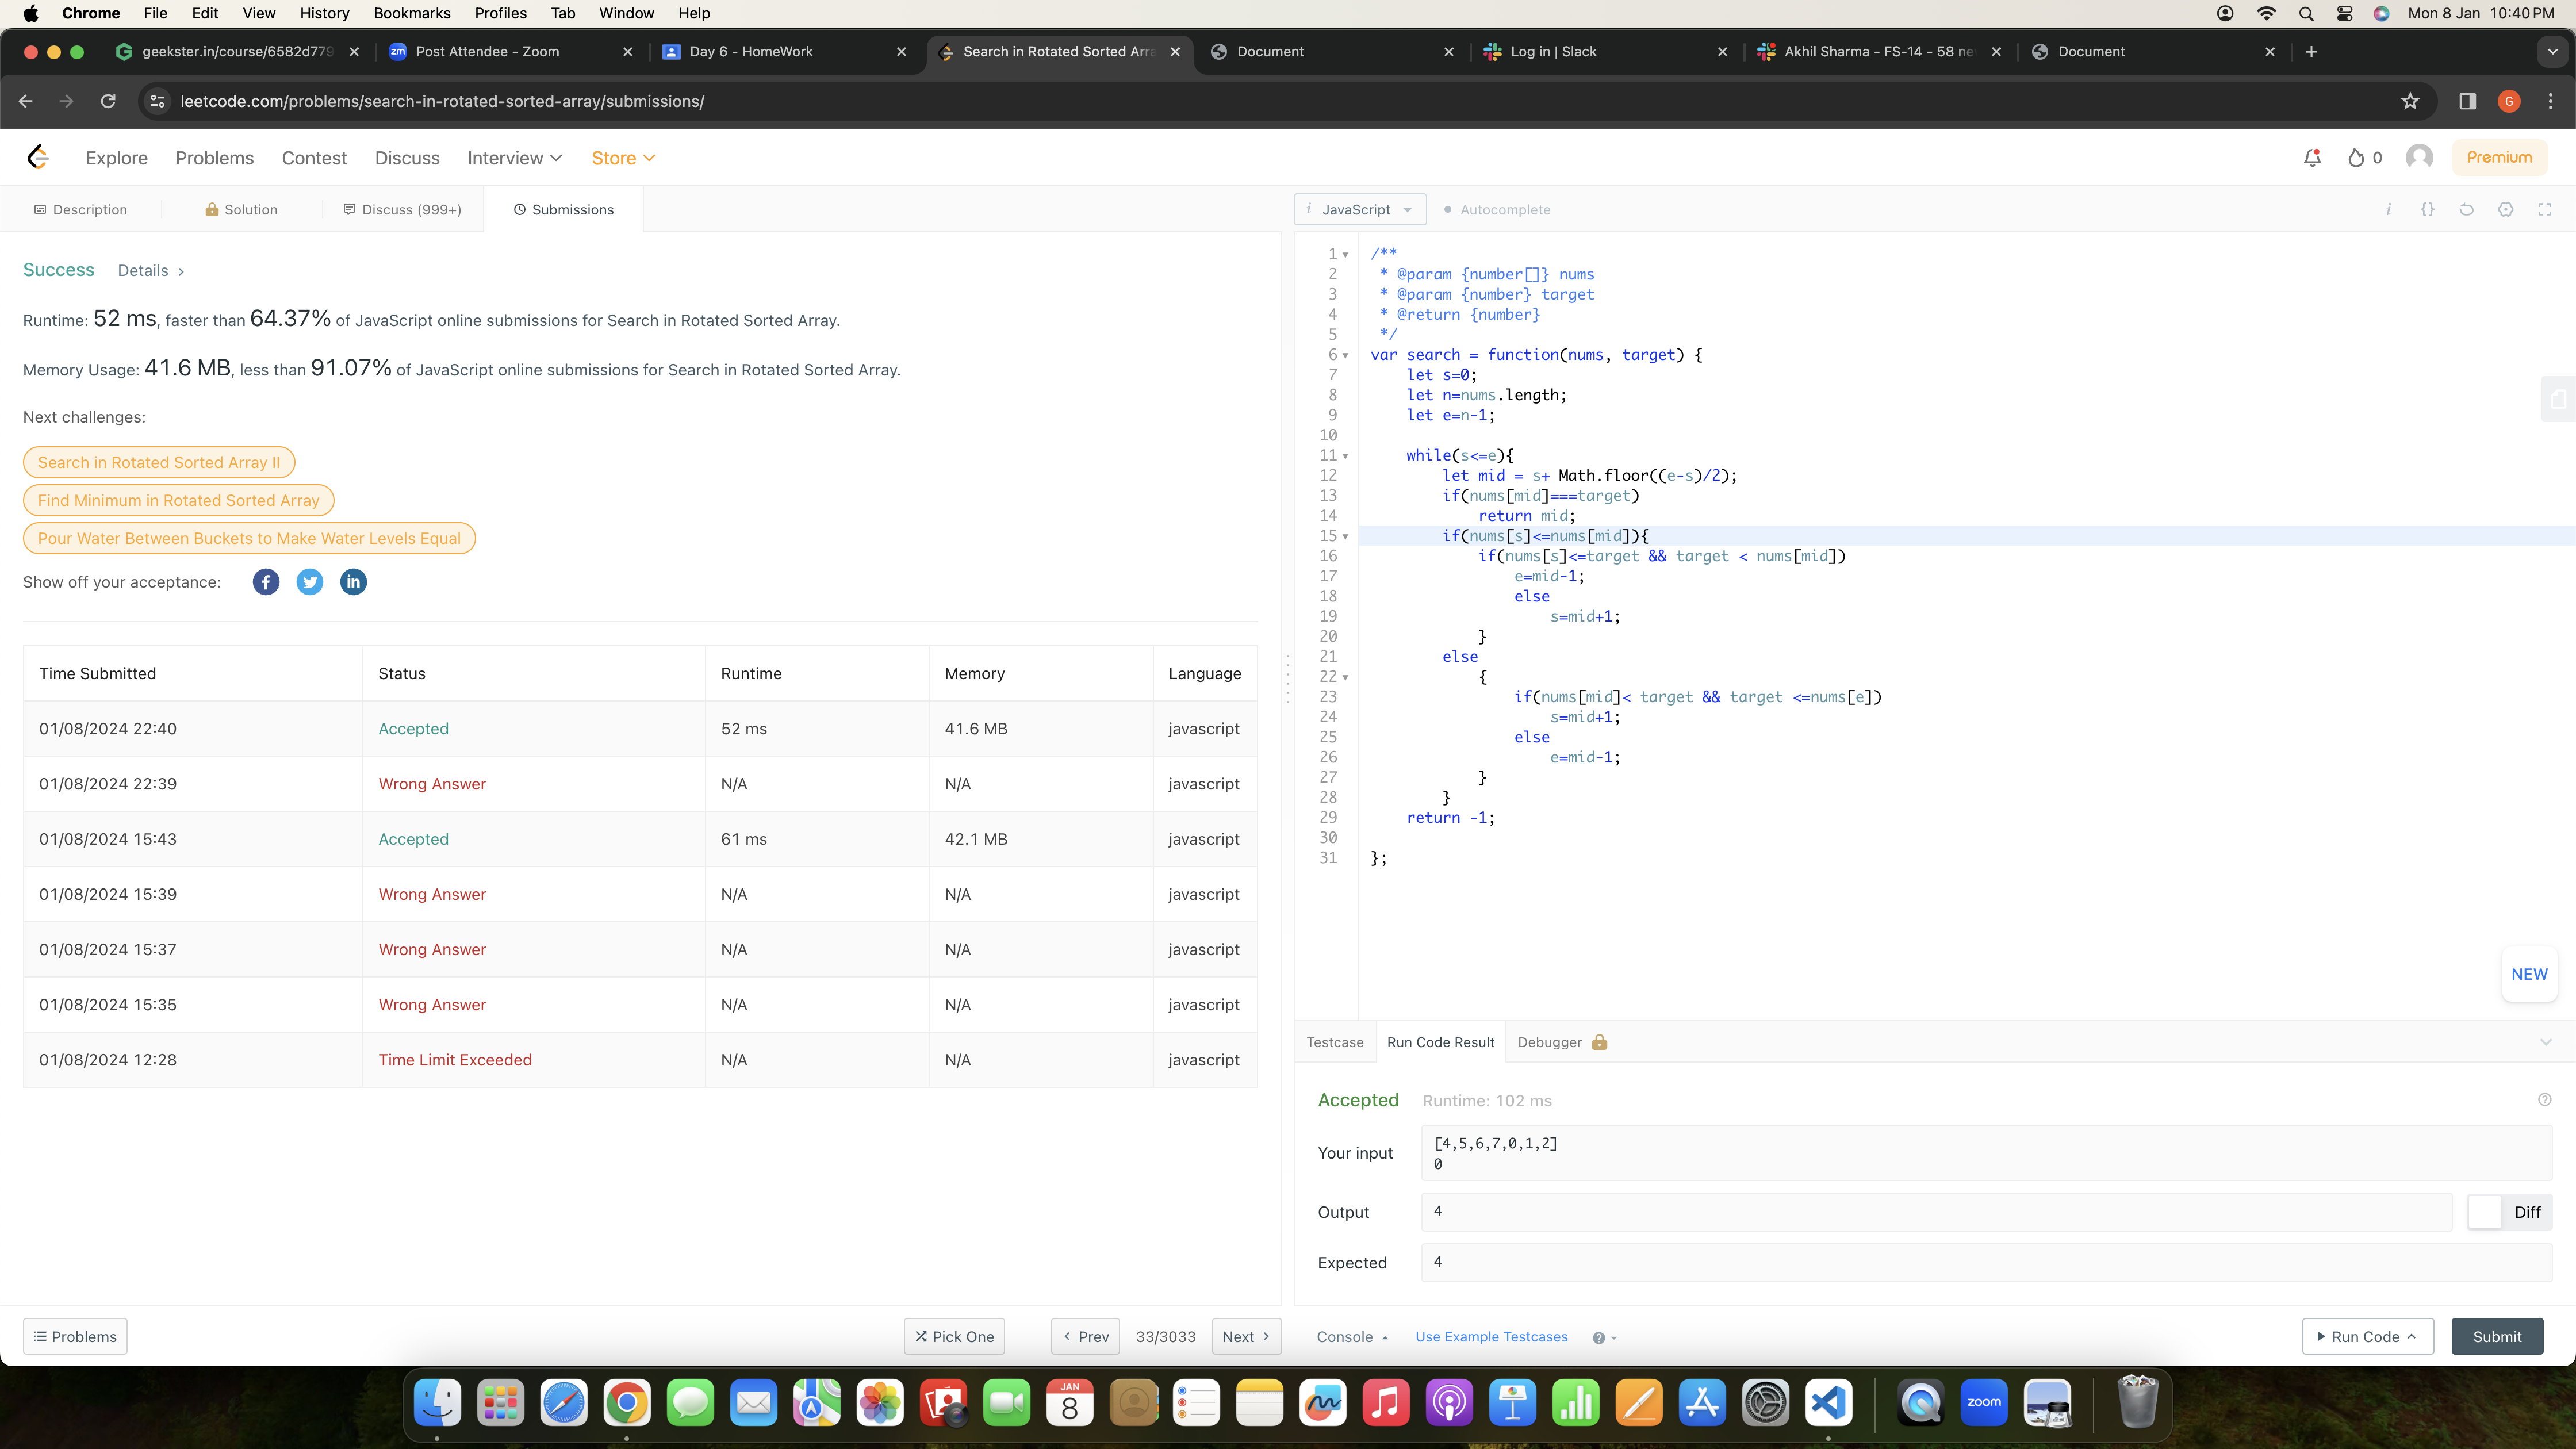 Chrome File Edit View History Bookmarks Profiles Tab Window Help Mon 8 Jan 10:40 PM
geekster.in/course/6582d779 Post Attendee - Zoom Day 6 - HomeWork Search in Rotated Sorted Arra Document Log in | Slack Akhil Sharma - FS-14 - 58 ne Document
leetcode.com/problems/search-in-rotated-sorted-array/submissions/ G
Explore Problems Contest Discuss Interview Store 0 Premium
Description Solution Discuss (999+) Submissions
Success Details >
Runtime: 52 ms, faster than 64.37% of JavaScript online submissions for Search in Rotated Sorted Array.
Memory Usage: 41.6 MB, less than 91.07% of JavaScript online submissions for Search in Rotated Sorted Array.
Next challenges:
Search in Rotated Sorted Array II
Find Minimum in Rotated Sorted Array
Pour Water Between Buckets to Make Water Levels Equal
Show off your acceptance:
Time Submitted Status Runtime Memory Language
01/08/2024 22:40 Accepted 52 ms 41.6 MB javascript
01/08/2024 22:39 Wrong Answer N/A N/A javascript
01/08/2024 15:43 Accepted 61 ms 42.1 MB javascript
01/08/2024 15:39 Wrong Answer N/A N/A javascript
01/08/2024 15:37 Wrong Answer N/A N/A javascript
01/08/2024 15:35 Wrong Answer N/A N/A javascript
01/08/2024 12:28 Time Limit Exceeded N/A N/A javascript
Problems Pick One < Prev 33/3033 Next >
i JavaScript Autocomplete i {}
1 /**
2 * @param {number[]} nums
3 * @param {number} target
4 * @return {number}
5 */
6 var search = function(nums, target) {
7 let s=0;
8 let n=nums.length;
9 let e=n-1;
10
11 while(s<=e){
12 let mid = s+ Math.floor((e-s)/2);
13 if(nums[mid]===target)
14 return mid;
15 if(nums[s]<=nums[mid]){
16 if(nums[s]<=target && target < nums[mid])
17 e=mid-1;
18 else
19 s=mid+1;
20 }
21 else
22 {
23 if(nums[mid]< target && target <=nums[e])
24 s=mid+1;
25 else
26 e=mid-1;
27 }
28 }
29 return -1;
30
31 };
NEW
Testcase Run Code Result Debugger
Accepted Runtime: 102 ms
Your input [4,5,6,7,0,1,2]
0
Output 4 Diff
Expected 4
Console Use Example Testcases Run Code Submit
JAN
8
zoom